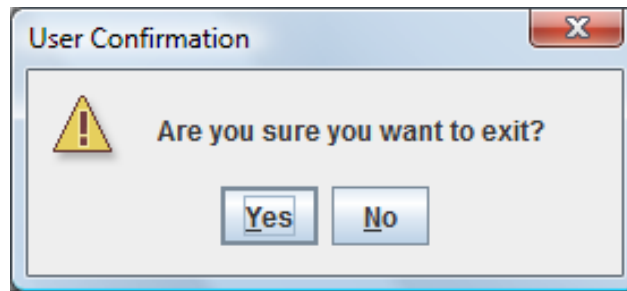 User Confirmation
Are you sure you want to exit?
Yes No